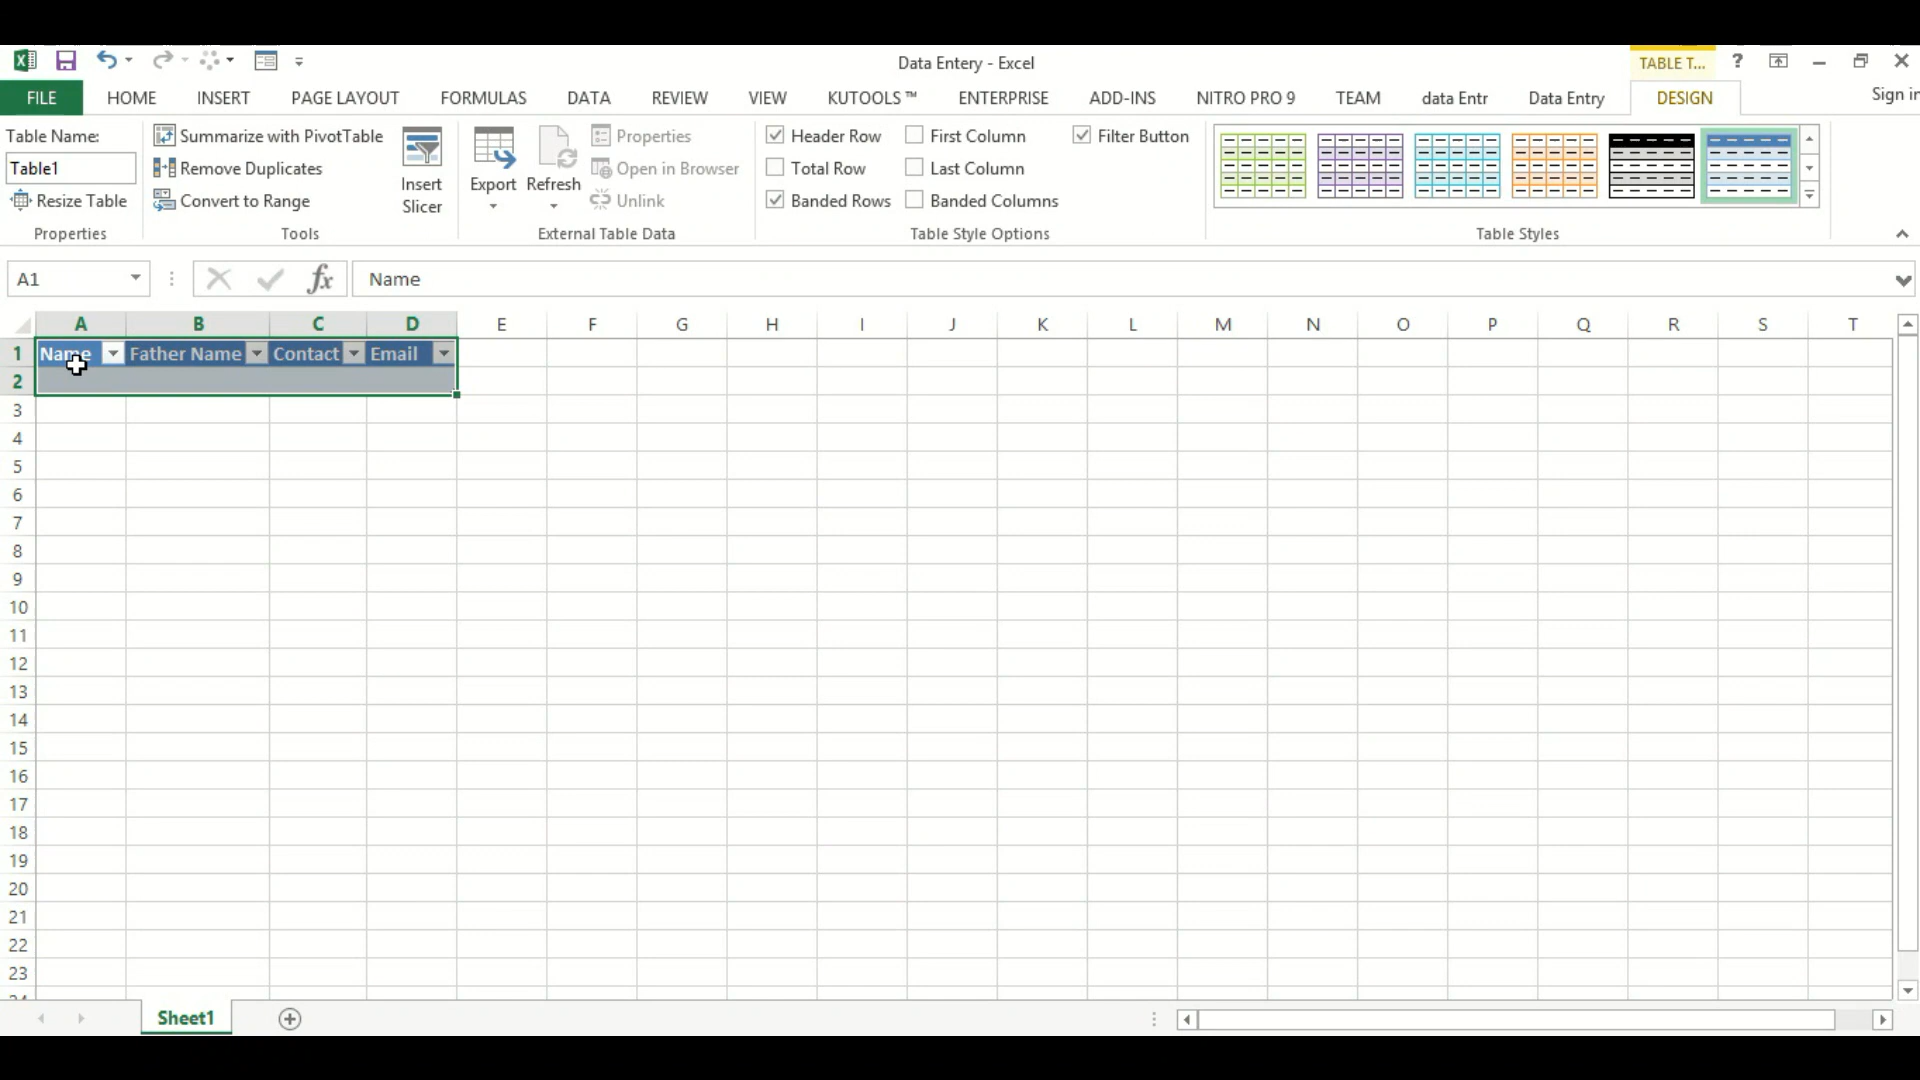 Data Entery - Excel
TABLE T...
?
FILE HOME INSERT PAGE LAYOUT FORMULAS DATA REVIEW VIEW KUTOOLS ™ ENTERPRISE ADD-INS NITRO PRO 9 TEAM data Entr Data Entry DESIGN Sign in
Table Name:
Table1
Resize Table
Properties
Summarize with PivotTable
Remove Duplicates
Convert to Range
Insert
Slicer
Tools
Export
Refresh
Properties
Open in Browser
Unlink
External Table Data
Header Row
Total Row
Banded Rows
First Column
Last Column
Banded Columns
Filter Button
Table Style Options
Table Styles
A1 fx Name
A B C D E F G H I J K L M N O P Q R S T
1 Name Father Name Contact Email
2
3
4
5
6
7
8
9
10
11
12
13
14
15
16
17
18
19
20
21
22
23
24
Sheet1